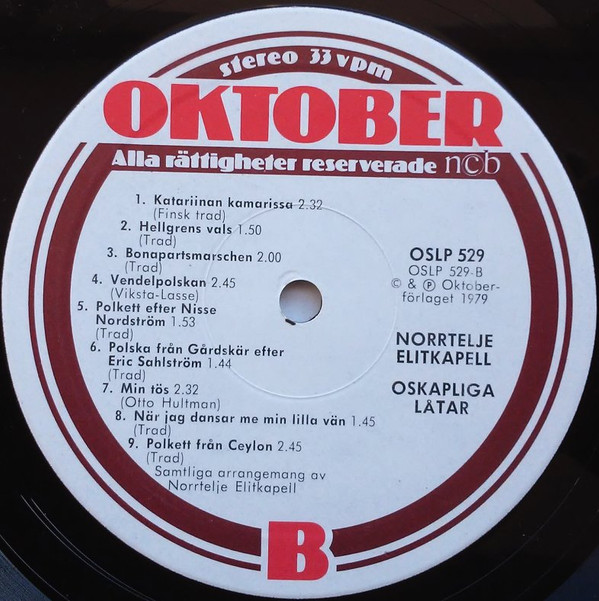 stereo 33 vpm
OKTOBER
Alla rättigheter reserverade n©b
1. Katariinan kamarissa 2.32
(Finsk trad)
2. Hellgrens vals 1.50
(Trad)
3. Bonapartsmarschen 2.00
(Trad)
4. Vendelpolskan 2.45
(Viksta-Lasse)
5. Polkett efter Nisse
Nordström 1.53
(Trad)
6. Polska från Gårdskär efter
Eric Sahlström 1.44
(Trad)
7. Min tös 2.32
(Otto Hultman)
8. När jag dansar me min lilla vän 1.45
(Trad)
9. Polkett från Ceylon 2.45
(Trad)
Samtliga arrangemang av
Norrtelje Elitkapell
OSLP 529
OSLP 529-B
© & ℗ Oktober-
förlaget 1979
NORRTELJE
ELITKAPELL
OSKAPLIGA
LÅTAR
B